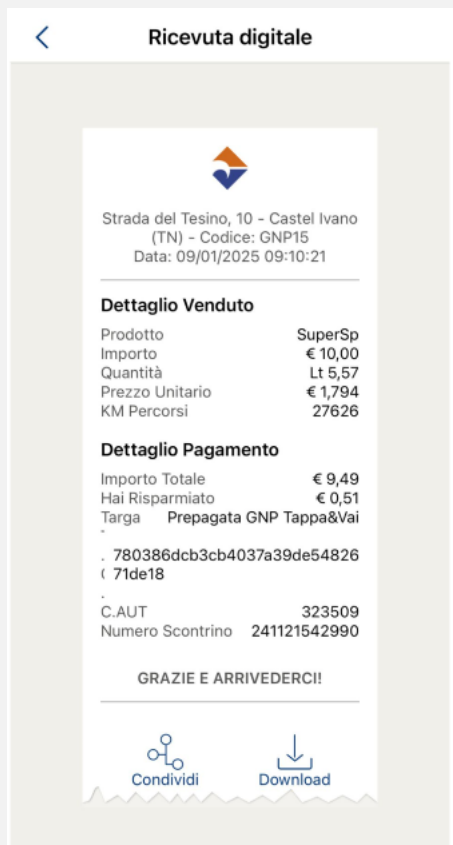 Ricevuta digitale
Strada del Tesino, 10 - Castel Ivano
(TN) - Codice: GNP15
Data: 09/01/2025 09:10:21
Dettaglio Venduto
Prodotto SuperSp
Importo € 10,00
Quantità Lt 5,57
Prezzo Unitario € 1,794
KM Percorsi 27626
Dettaglio Pagamento
Importo Totale € 9,49
Hai Risparmiato € 0,51
Targa Prepagata GNP Tappa&Vai
780386dcb3cb4037a39de54826
71de18
C.AUT 323509
Numero Scontrino 241121542990
GRAZIE E ARRIVEDERCI!
Condividi Download